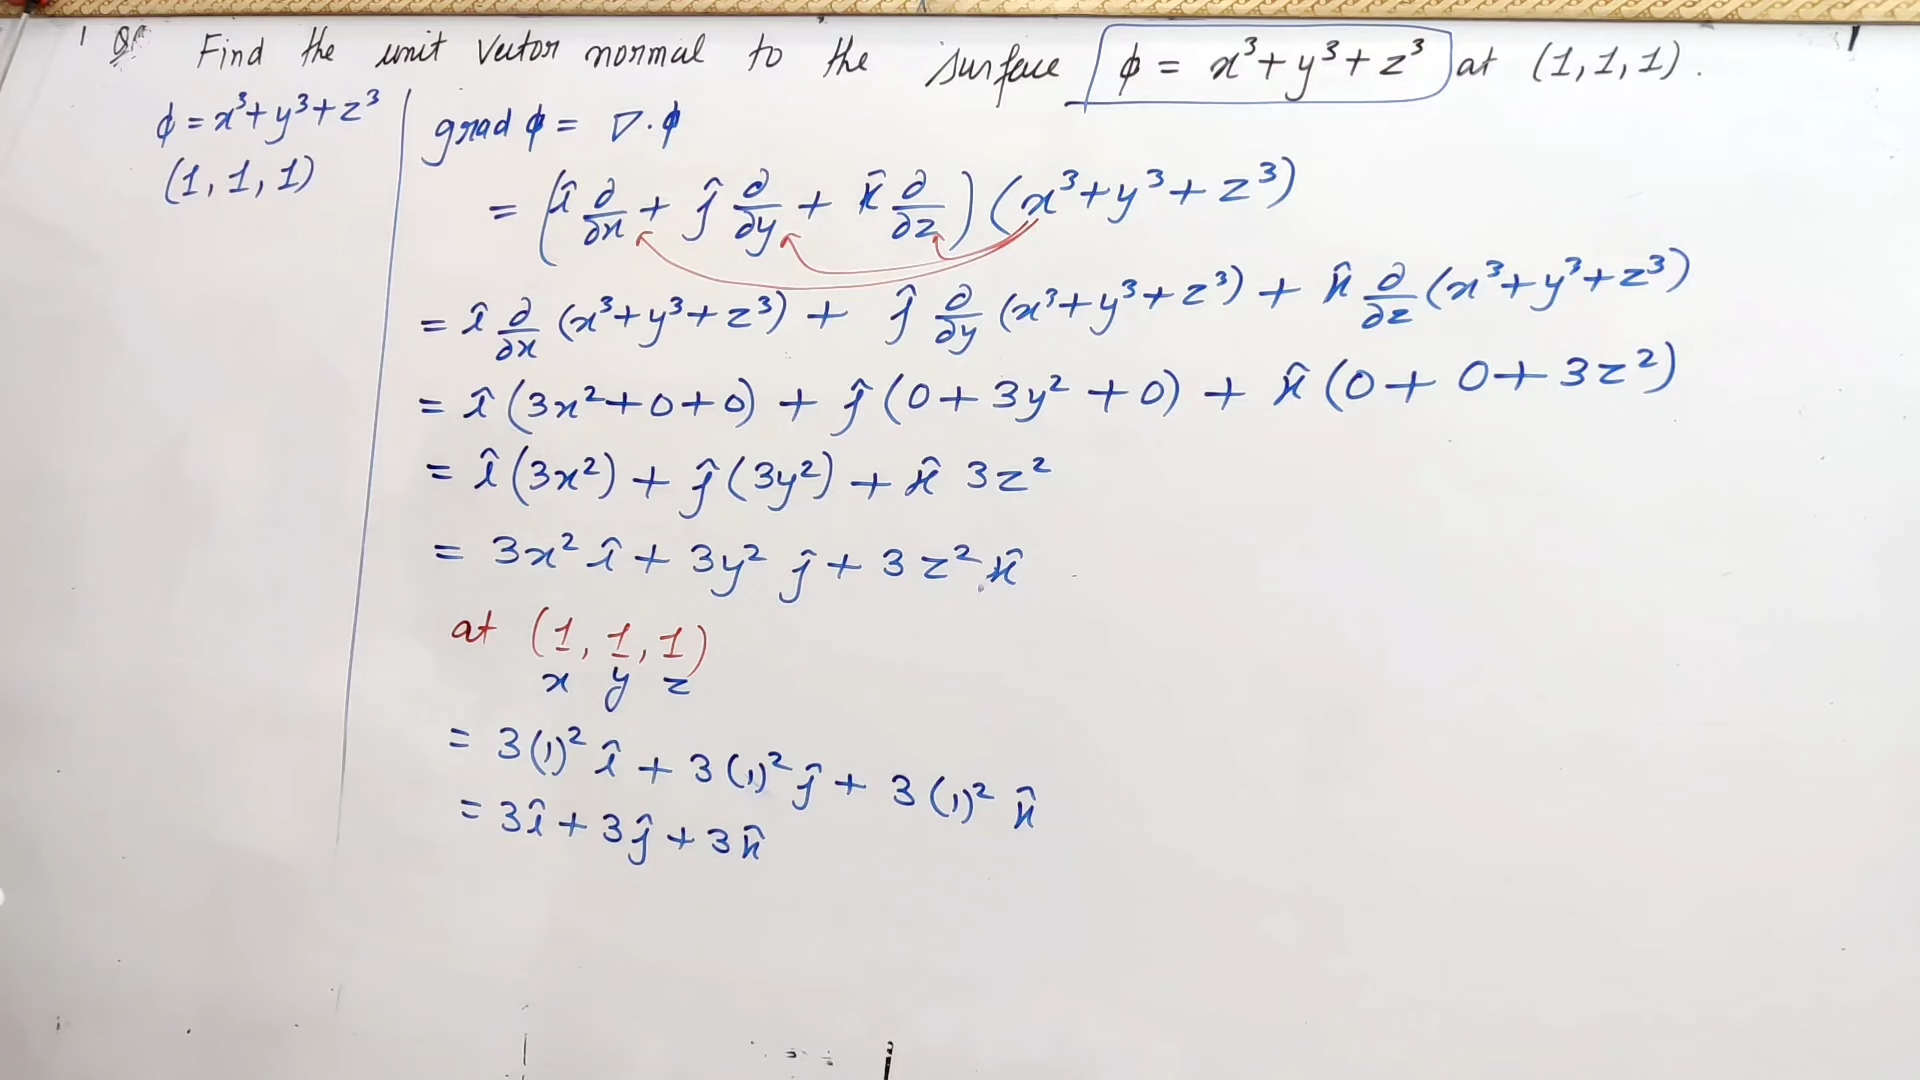 Q. Find the unit vector normal to the surface ϕ = x³+y³+z³ at (1,1,1).
ϕ = x³+y³+z³
(1,1,1)
grad ϕ = ∇·ϕ
= (î ∂/∂x + ĵ ∂/∂y + k̂ ∂/∂z) (x³+y³+z³)
= î ∂/∂x (x³+y³+z³) + ĵ ∂/∂y (x³+y³+z³) + k̂ ∂/∂z (x³+y³+z³)
= î (3x²+0+0) + ĵ (0+3y²+0) + k̂ (0+0+3z²)
= î (3x²) + ĵ (3y²) + k̂ 3z²
= 3x² î + 3y² ĵ + 3z² k̂
at (1,1,1)
x y z
= 3(1)² î + 3(1)² ĵ + 3(1)² k̂
= 3î + 3ĵ + 3k̂